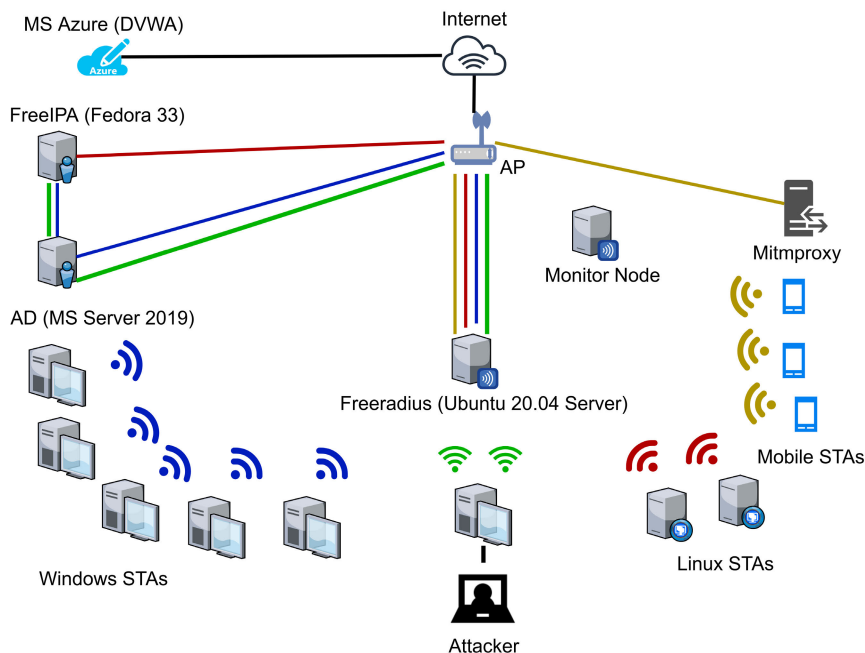 MS Azure (DVWA)
Internet
Azure
FreeIPA (Fedora 33)
AP
Monitor Node
Mitmproxy
AD (MS Server 2019)
Freeradius (Ubuntu 20.04 Server)
Mobile STAs
Windows STAs
Linux STAs
Attacker